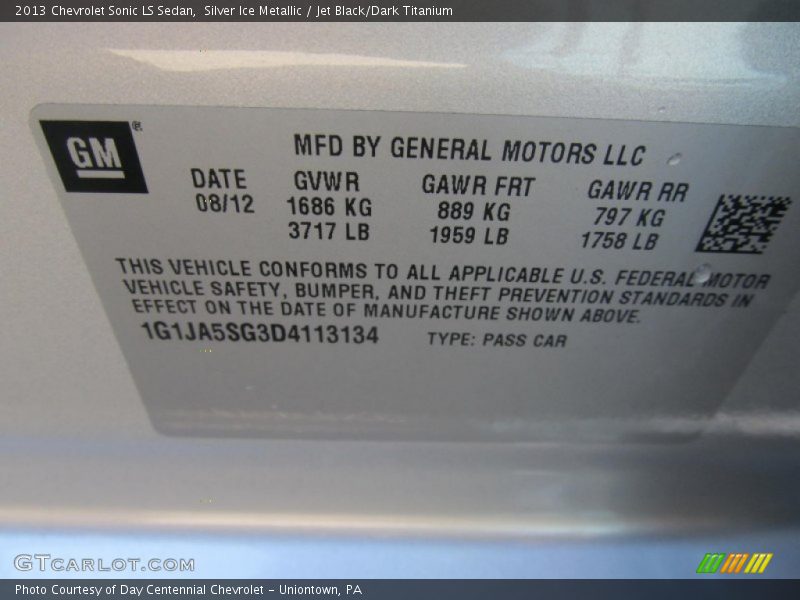 2013 Chevrolet Sonic LS Sedan,  Silver Ice Metallic / Jet Black/Dark Titanium
GM®
MFD BY GENERAL MOTORS LLC
DATE GVWR GAWR FRT GAWR RR
08/12 1686 KG 889 KG 797 KG
3717 LB 1959 LB 1758 LB
THIS VEHICLE CONFORMS TO ALL APPLICABLE U.S. FEDERAL MOTOR
VEHICLE SAFETY, BUMPER, AND THEFT PREVENTION STANDARDS IN
EFFECT ON THE DATE OF MANUFACTURE SHOWN ABOVE.
1G1JA5SG3D4113134 TYPE: PASS CAR
GTCARLOT.COM
Photo Courtesy of Day Centennial Chevrolet - Uniontown, PA